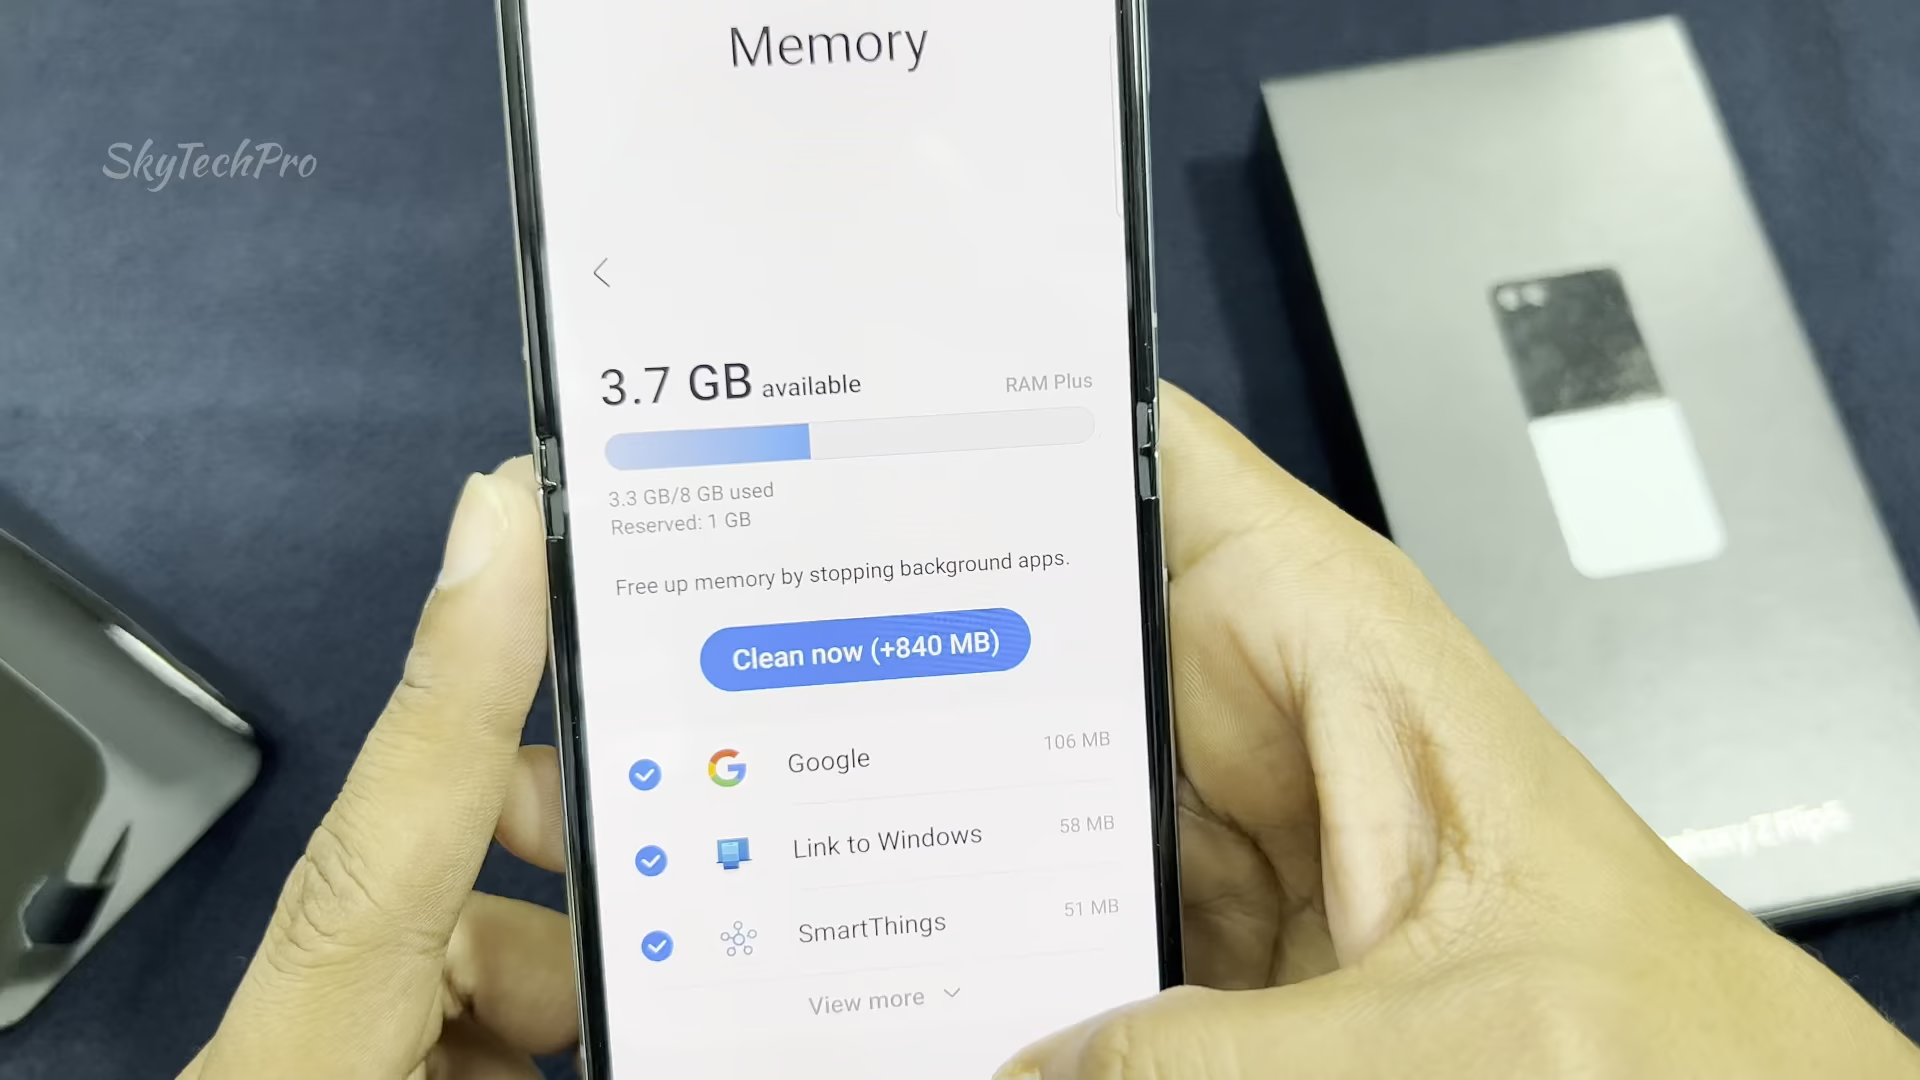 Memory
SkyTechPro
3.7 GB available
RAM Plus
3.3 GB/8 GB used
Reserved: 1 GB
Free up memory by stopping background apps.
Clean now (+840 MB)
Google
106 MB
Link to Windows
58 MB
SmartThings
51 MB
View more